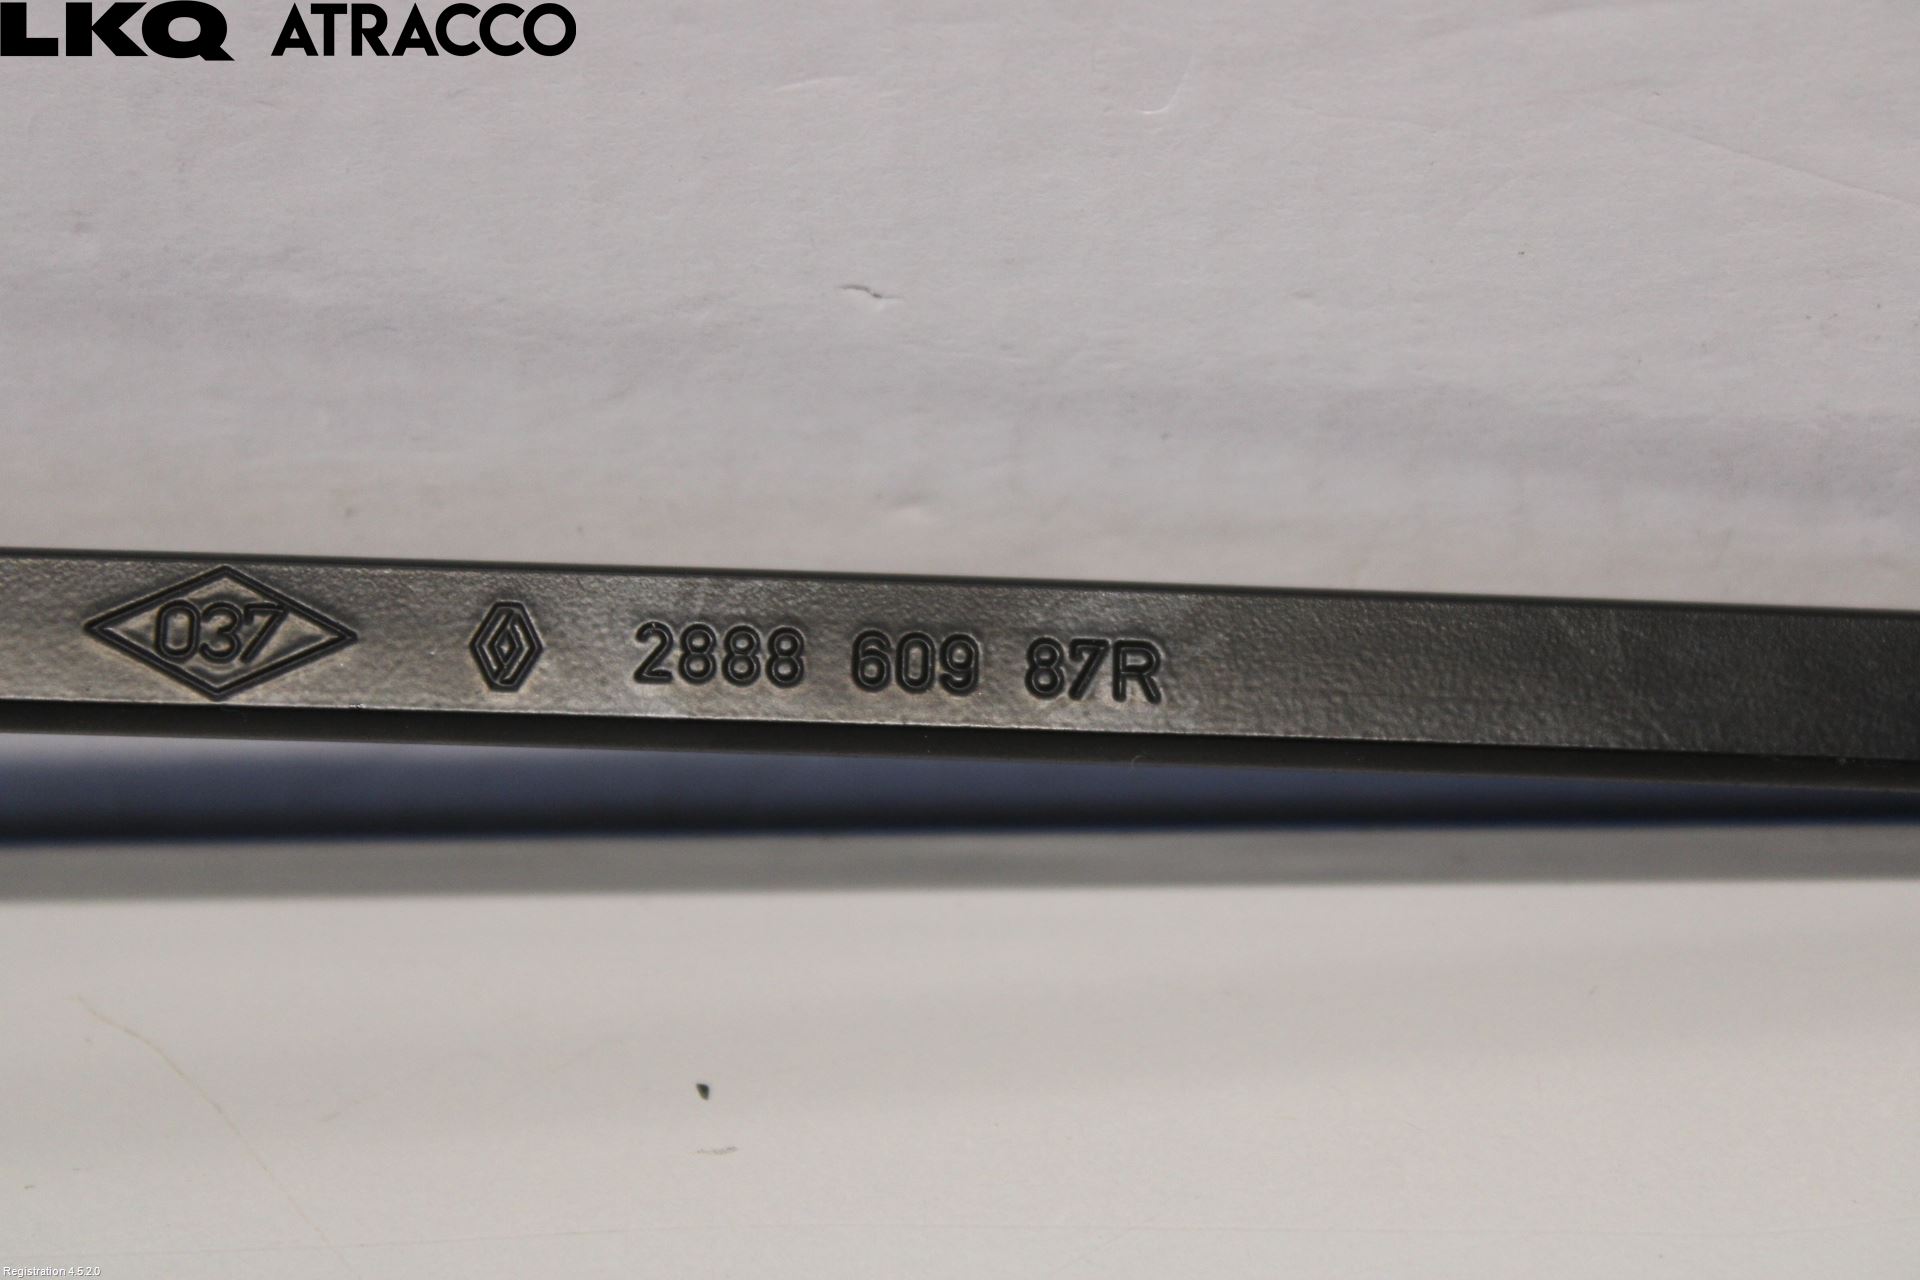 LKQ ATRACCO
037 2888 609 87R
Registration 4.5.2.0